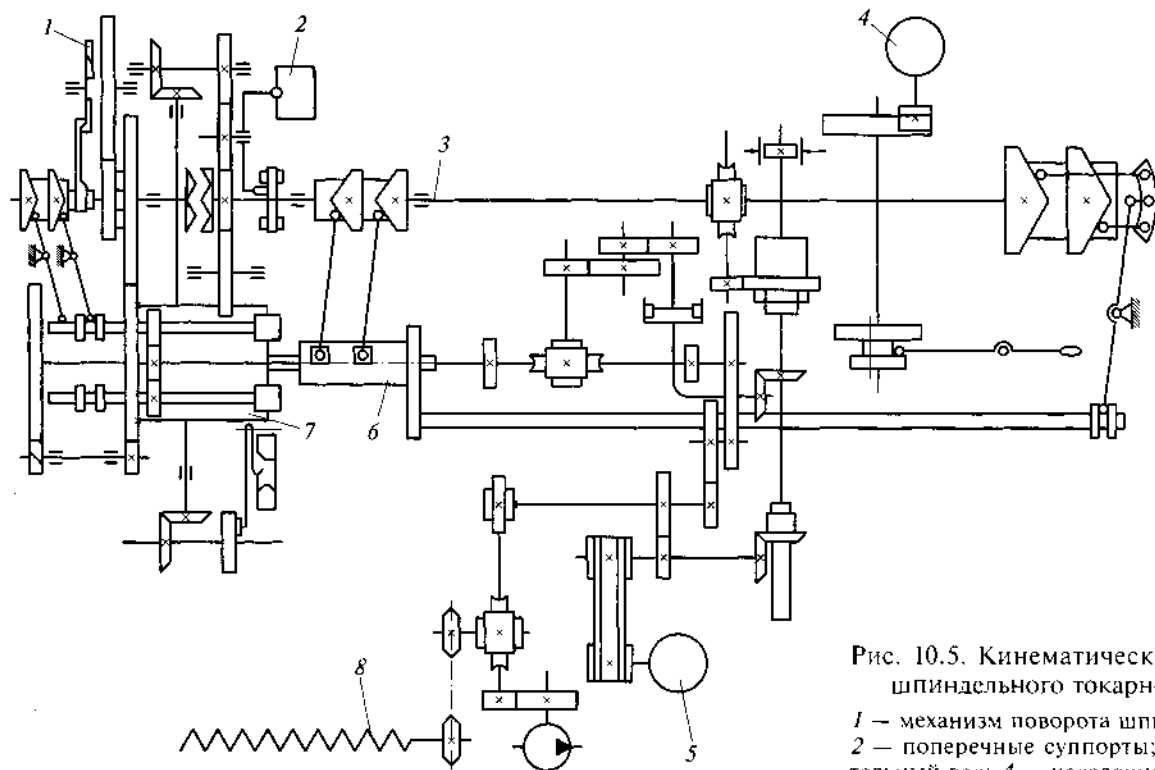 1
2
4
3
7
6
8
5
Рис. 10.5. Кинематическ
шпиндельного токарн
1 — механизм поворота шпи
2 — поперечные суппорты;